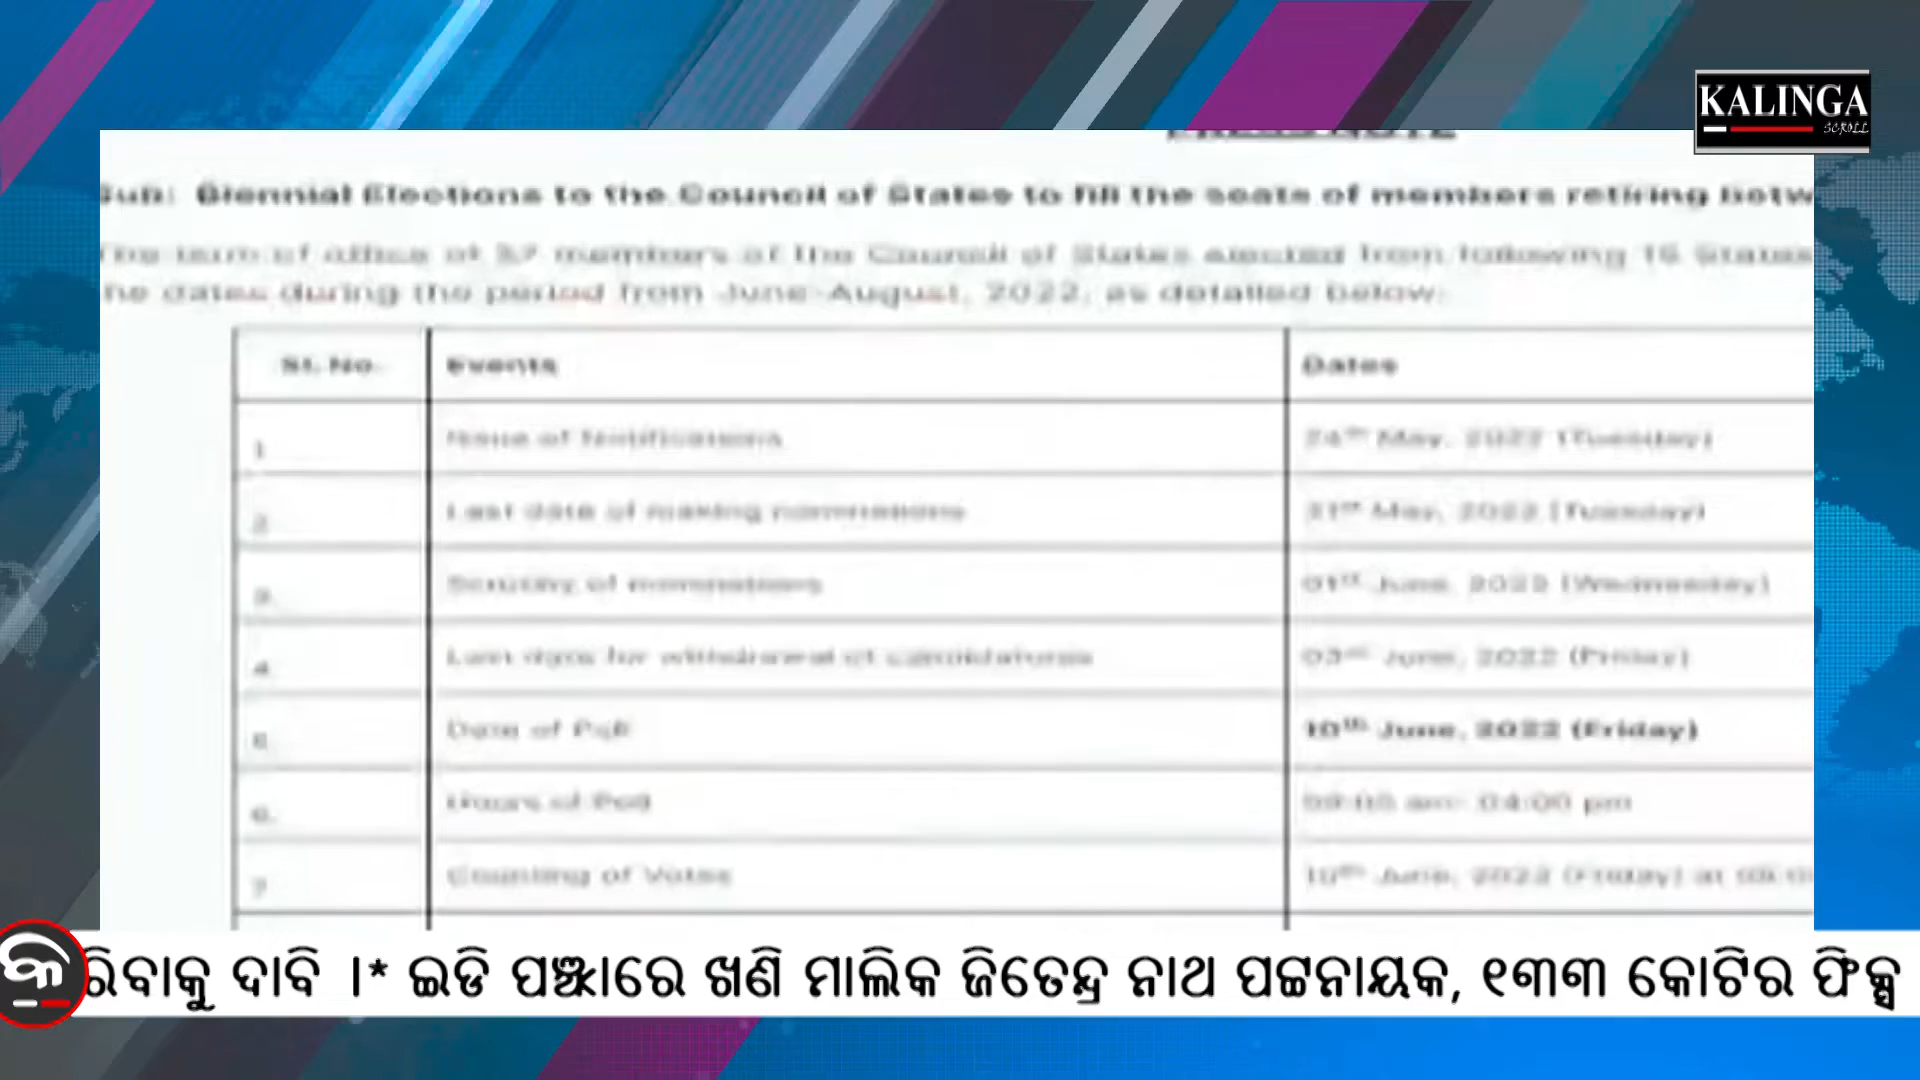 KALINGA
SCROLL
PRESS NOTE
Sub: Biennial Elections to the Council of States to fill the seats of members retiring
The term of office of 57 members of the Council of States elected from following 15 States
the dates during the period from June-August, 2022, as detailed below:
Sl. No. Events Dates
1. Issue of Notifications 24th May, 2022 (Tuesday)
2. Last date of making nominations 31st May, 2022 (Tuesday)
3. Scrutiny of nominations 01st June, 2022 (Wednesday)
4. Last date for withdrawal of candidatures 03rd June, 2022 (Friday)
5. Date of Poll 10th June, 2022 (Friday)
6. Hours of Poll 09:00 am- 04:00 pm
7. Counting of Votes 10th June, 2022 (Friday) at
ରିବାକୁ ଦାବି ।* ଇଡି ପଞ୍ଝାରେ ଖଣି ମାଲିକ ଜିତେନ୍ଦ୍ର ନାଥ ପଟ୍ଟନାୟକ, ୧୩୩ କୋଟିର ଫିକ୍ସ